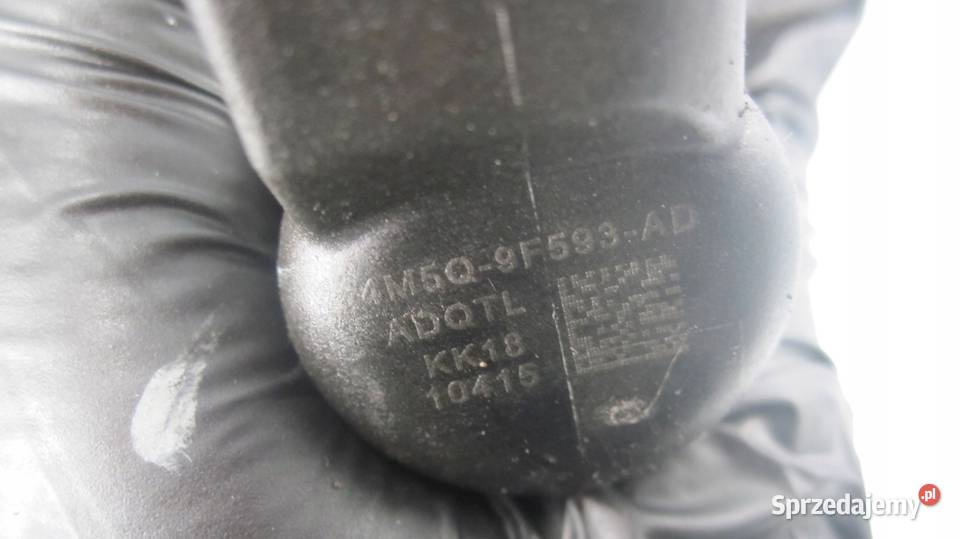 4M5Q-9F593-AD
ADQTL
KK18
10415
Sprzedajemy.pl